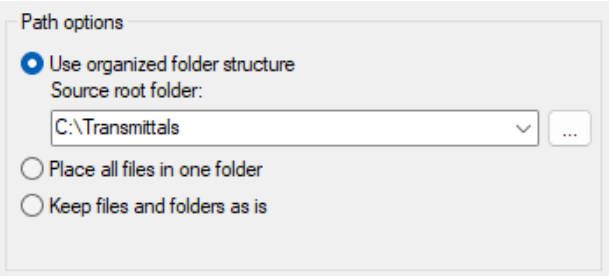 Path options
Use organized folder structure
Source root folder:
C:\Transmittals
...
Place all files in one folder
Keep files and folders as is